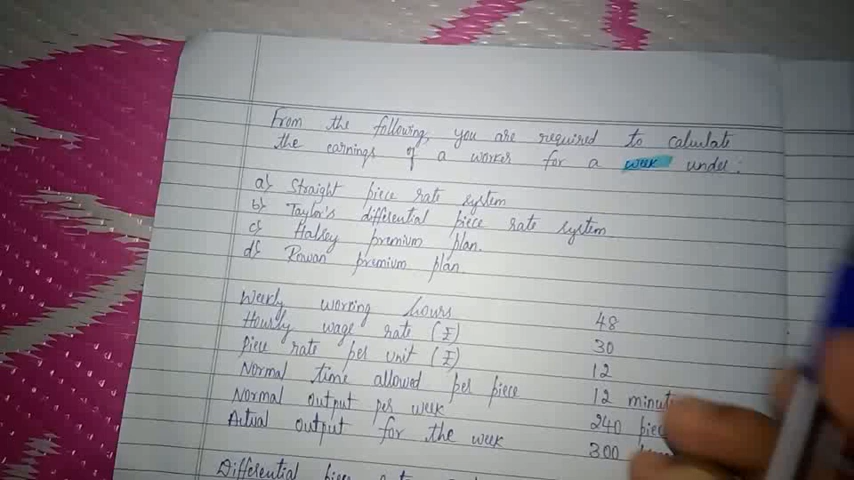 From the following, you are required to calculate
the earnings of a worker for a week under:
a) Straight piece rate system
b) Taylor's differential piece rate system
c) Halsey premium plan.
d) Rowan premium plan.
Weekly working hours 48
Hourly wage rate (₹) 30
Piece rate per unit (₹) 12
Normal time allowed per piece 12 minut
Normal output per week 240 piec
Actual output for the week 300
Differential piece